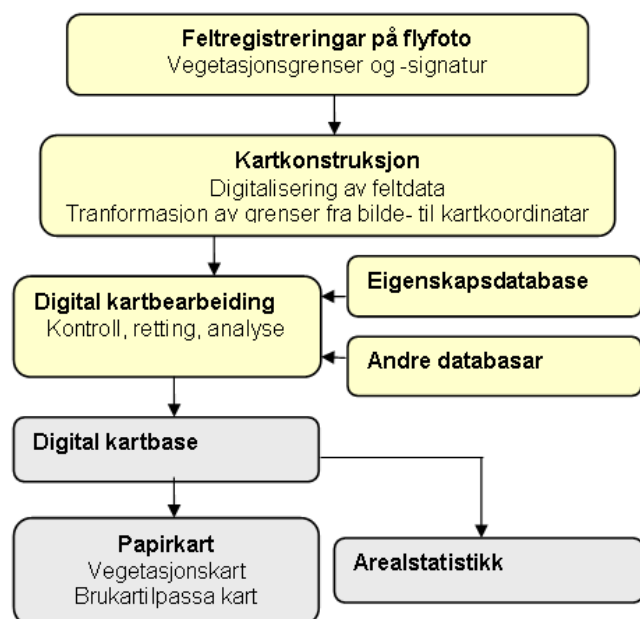 Feltregistreringar på flyfoto
Vegetasjonsgrenser og -signatur
Kartkonstruksjon
Digitalisering av feltdata
Tranformasjon av grenser fra bilde- til kartkoordinatar
Digital kartbearbeiding
Kontroll, retting, analyse
Eigenskapsdatabase
Andre databasar
Digital kartbase
Papirkart
Vegetasjonskart
Brukartilpassa kart
Arealstatistikk